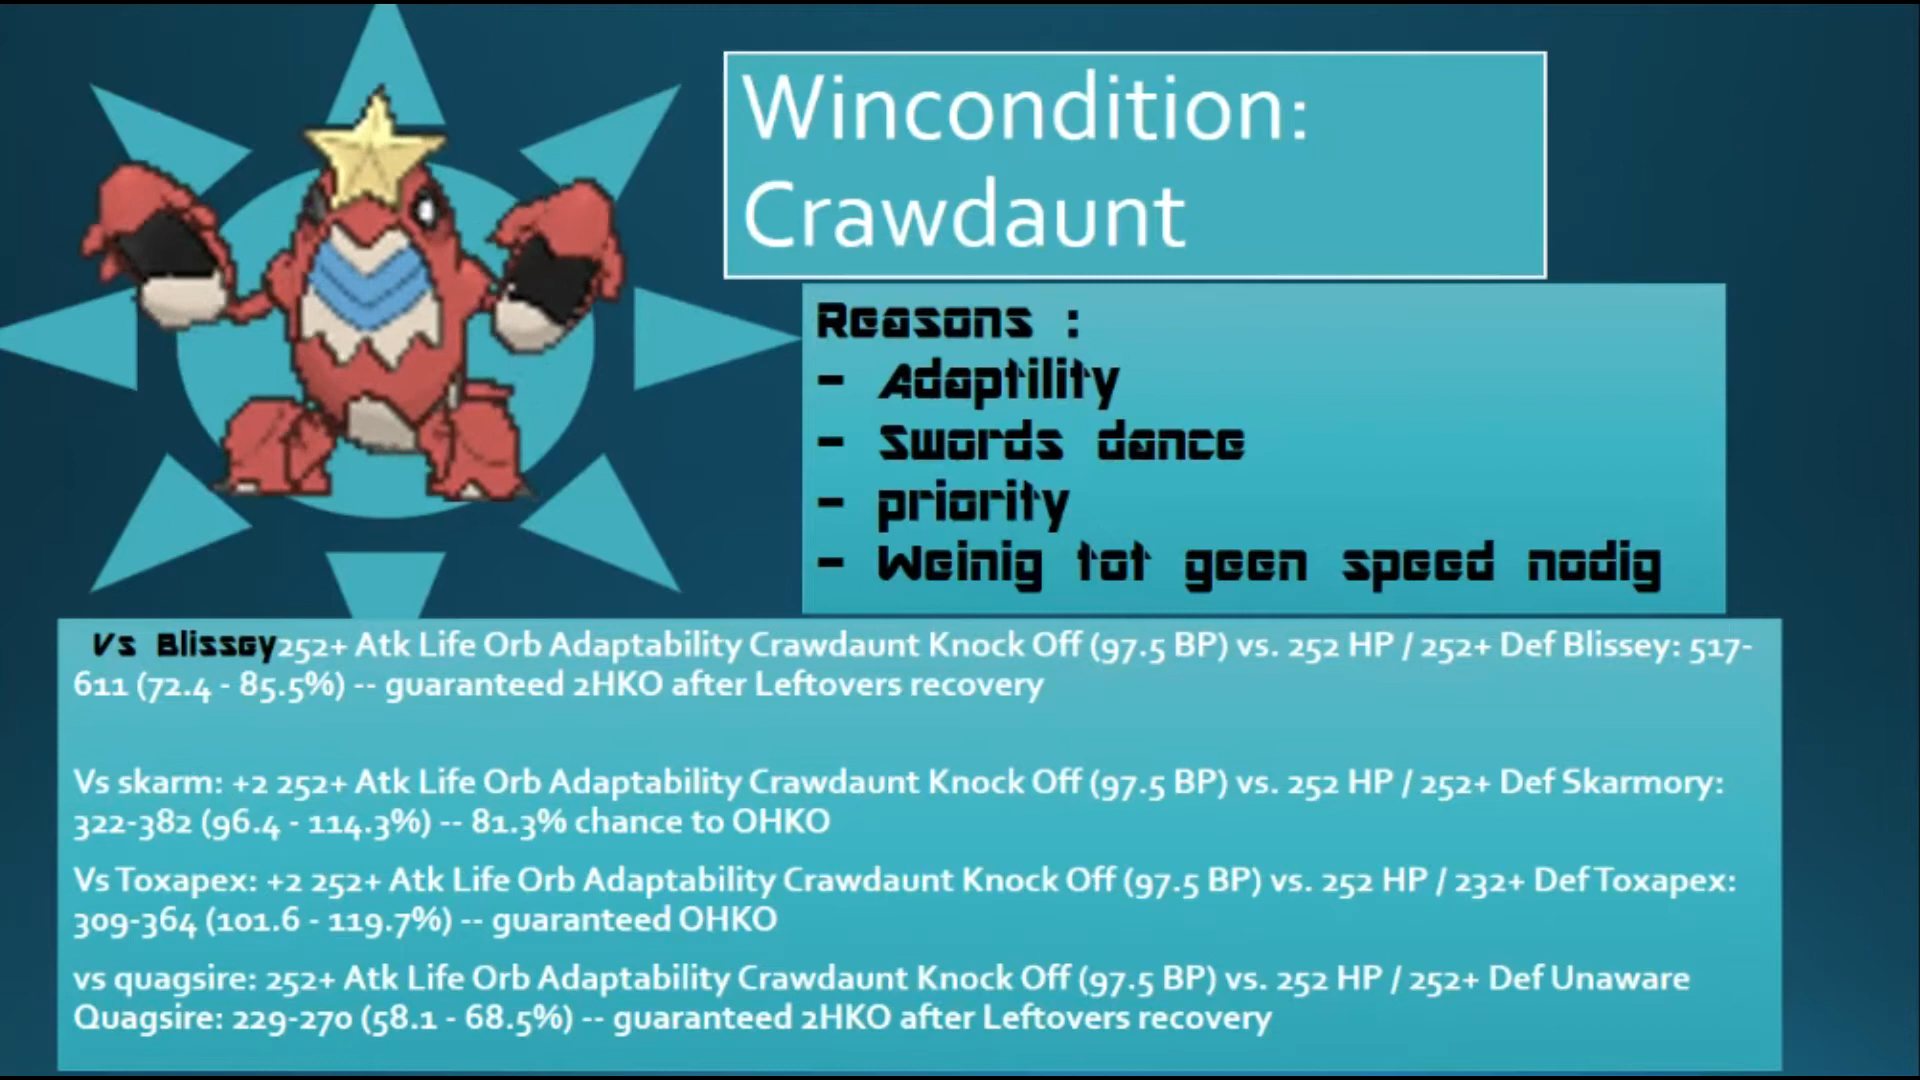 Wincondition:
Crawdaunt
Reasons :
- Adaptility
- Swords dance
- priority
- Weinig tot geen speed nodig
Vs Blissey252+ Atk Life Orb Adaptability Crawdaunt Knock Off (97.5 BP) vs. 252 HP / 252+ Def Blissey: 517-
611 (72.4 - 85.5%) -- guaranteed 2HKO after Leftovers recovery
Vs skarm: +2 252+ Atk Life Orb Adaptability Crawdaunt Knock Off (97.5 BP) vs. 252 HP / 252+ Def Skarmory:
322-382 (96.4 - 114.3%) -- 81.3% chance to OHKO
Vs Toxapex: +2 252+ Atk Life Orb Adaptability Crawdaunt Knock Off (97.5 BP) vs. 252 HP / 232+ Def Toxapex:
309-364 (101.6 - 119.7%) -- guaranteed OHKO
vs quagsire: 252+ Atk Life Orb Adaptability Crawdaunt Knock Off (97.5 BP) vs. 252 HP / 252+ Def Unaware
Quagsire: 229-270 (58.1 - 68.5%) -- guaranteed 2HKO after Leftovers recovery